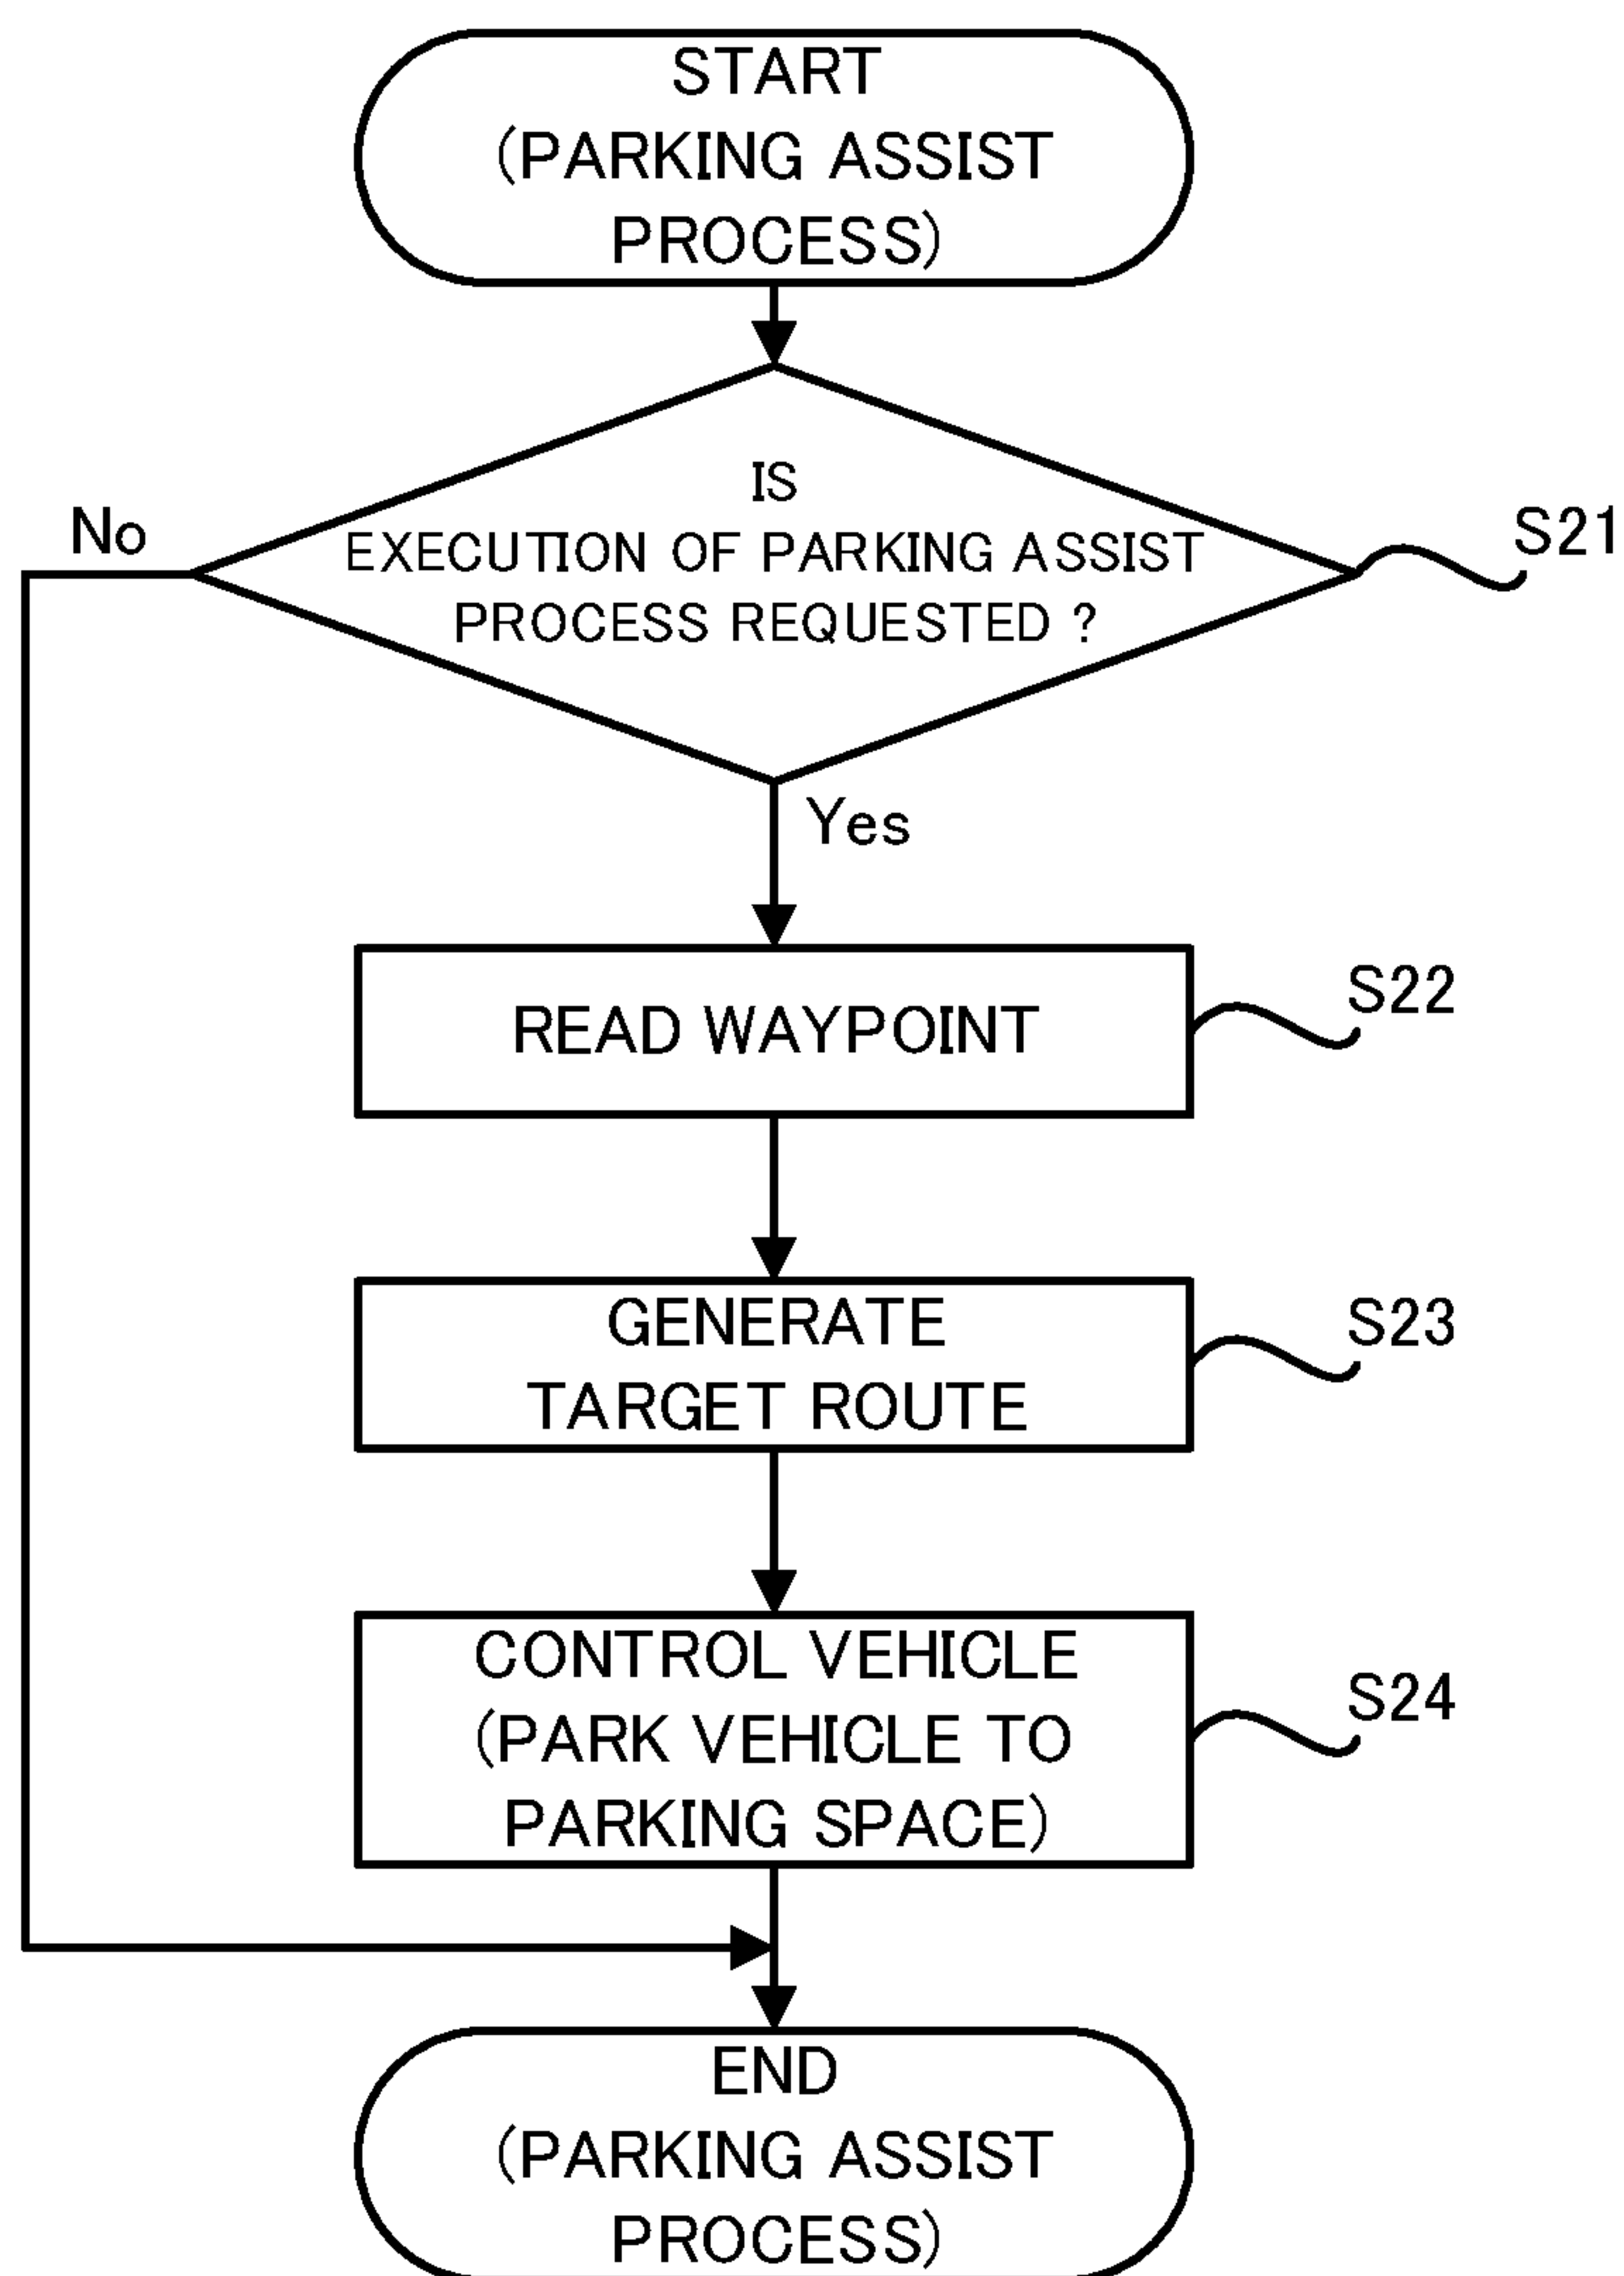 START
(PARKING ASSIST
PROCESS)
IS
EXECUTION OF PARKING ASSIST
PROCESS REQUESTED ?
No
S21
Yes
READ WAYPOINT
S22
GENERATE
TARGET ROUTE
S23
CONTROL VEHICLE
(PARK VEHICLE TO
PARKING SPACE)
S24
END
(PARKING ASSIST
PROCESS)